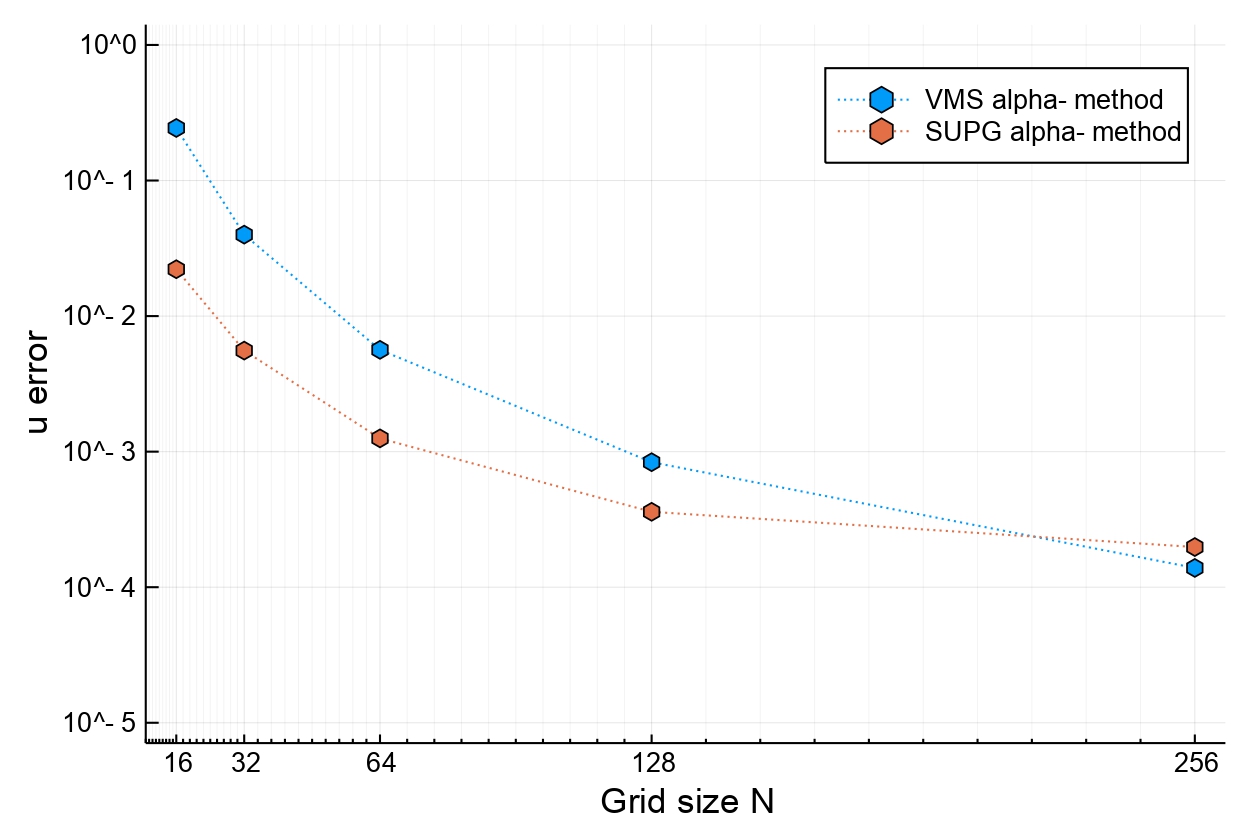 10^0
10^- 1
10^- 2
10^- 3
10^- 4
10^- 5
u error
VMS alpha- method
SUPG alpha- method
16 32 64 128 256
Grid size N